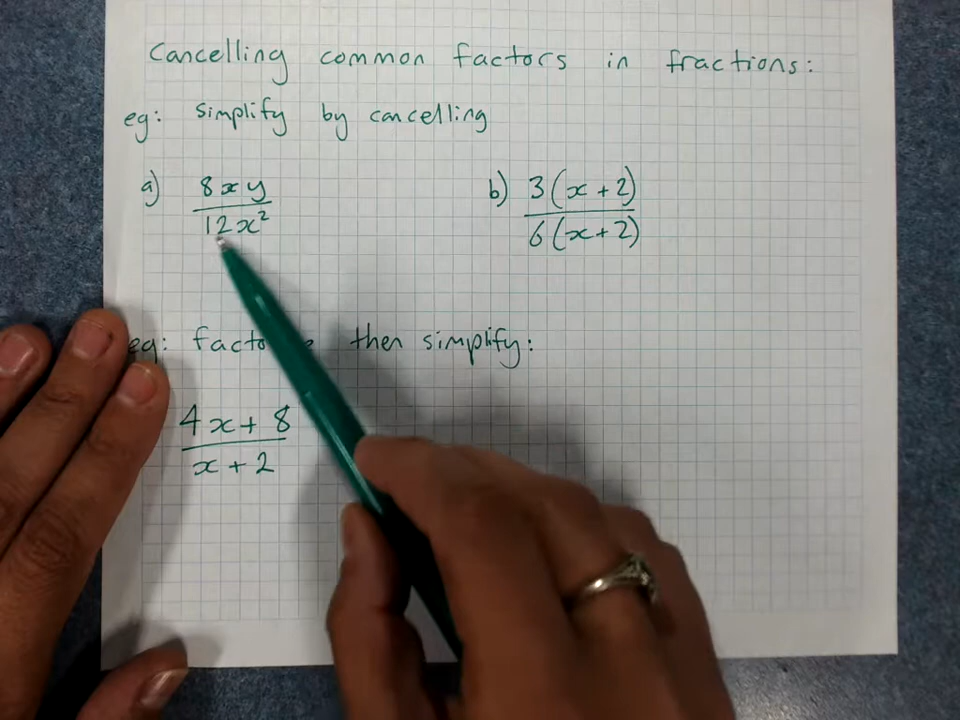 Cancelling common factors in fractions:
eg: simplify by cancelling
a) 8xy / 12x²
b) 3(x+2) / 6(x+2)
eg: then simplify:
4x+8 / x+2